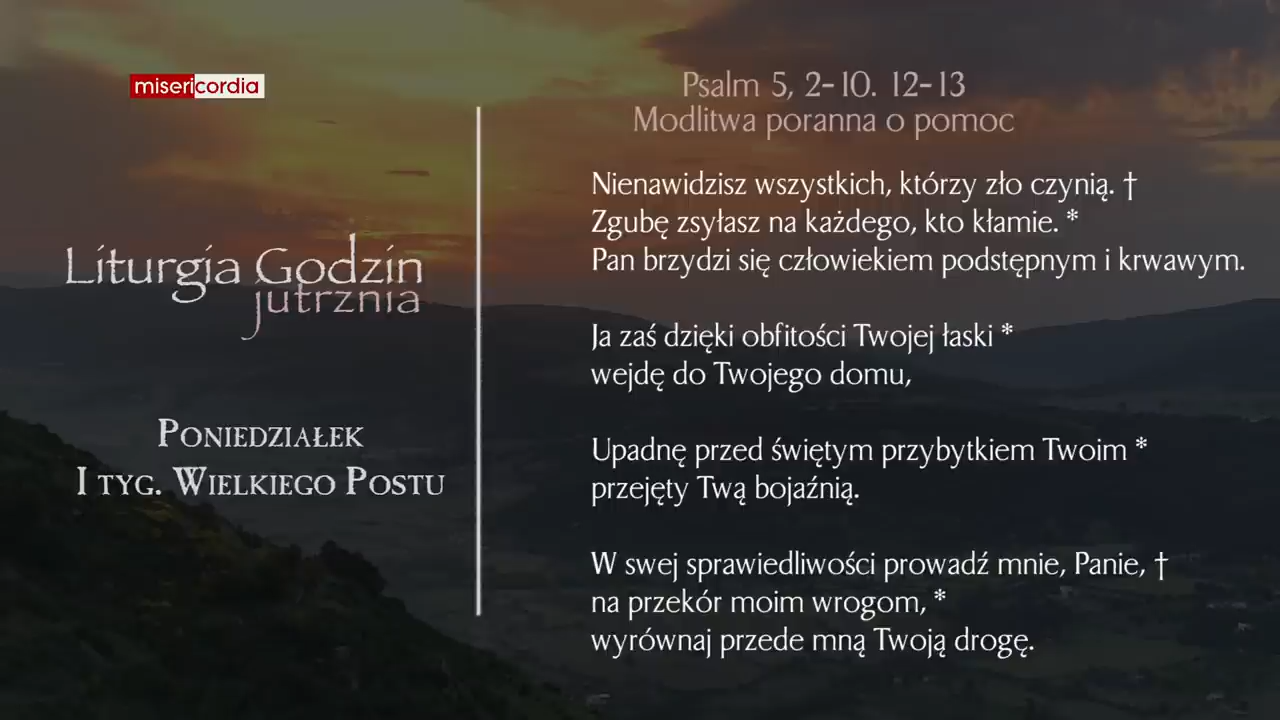 misericordia
Liturgia Godzin
jutrznia
Poniedziałek
I tyg. Wielkiego Postu
Psalm 5, 2-10. 12-13
Modlitwa poranna o pomoc
Nienawidzisz wszystkich, którzy zło czynią. †
Zgubę zsyłasz na każdego, kto kłamie. *
Pan brzydzi się człowiekiem podstępnym i krwawym.
Ja zaś dzięki obfitości Twojej łaski *
wejdę do Twojego domu,
Upadnę przed świętym przybytkiem Twoim *
przejęty Twą bojaźnią.
W swej sprawiedliwości prowadź mnie, Panie, †
na przekór moim wrogom, *
wyrównaj przede mną Twoją drogę.